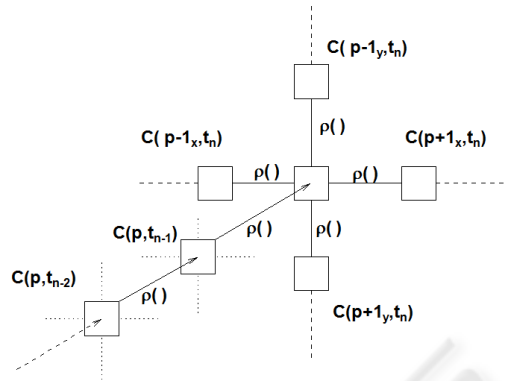 C( p-1y,tn)
ρ()
C( p-1x,tn)
C(p+1x,tn)
ρ( )
ρ()
C(p,tn-1)
ρ()
ρ()
C(p,tn-2)
ρ()
C(p+1y,tn)